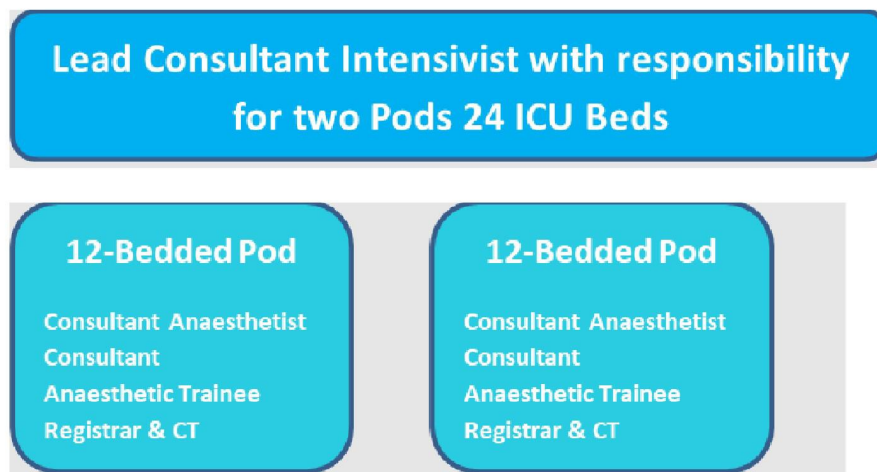 Lead Consultant Intensivist with responsibility
for two Pods 24 ICU Beds
12-Bedded Pod
Consultant Anaesthetist
Consultant
Anaesthetic Trainee
Registrar & CT
12-Bedded Pod
Consultant Anaesthetist
Consultant
Anaesthetic Trainee
Registrar & CT